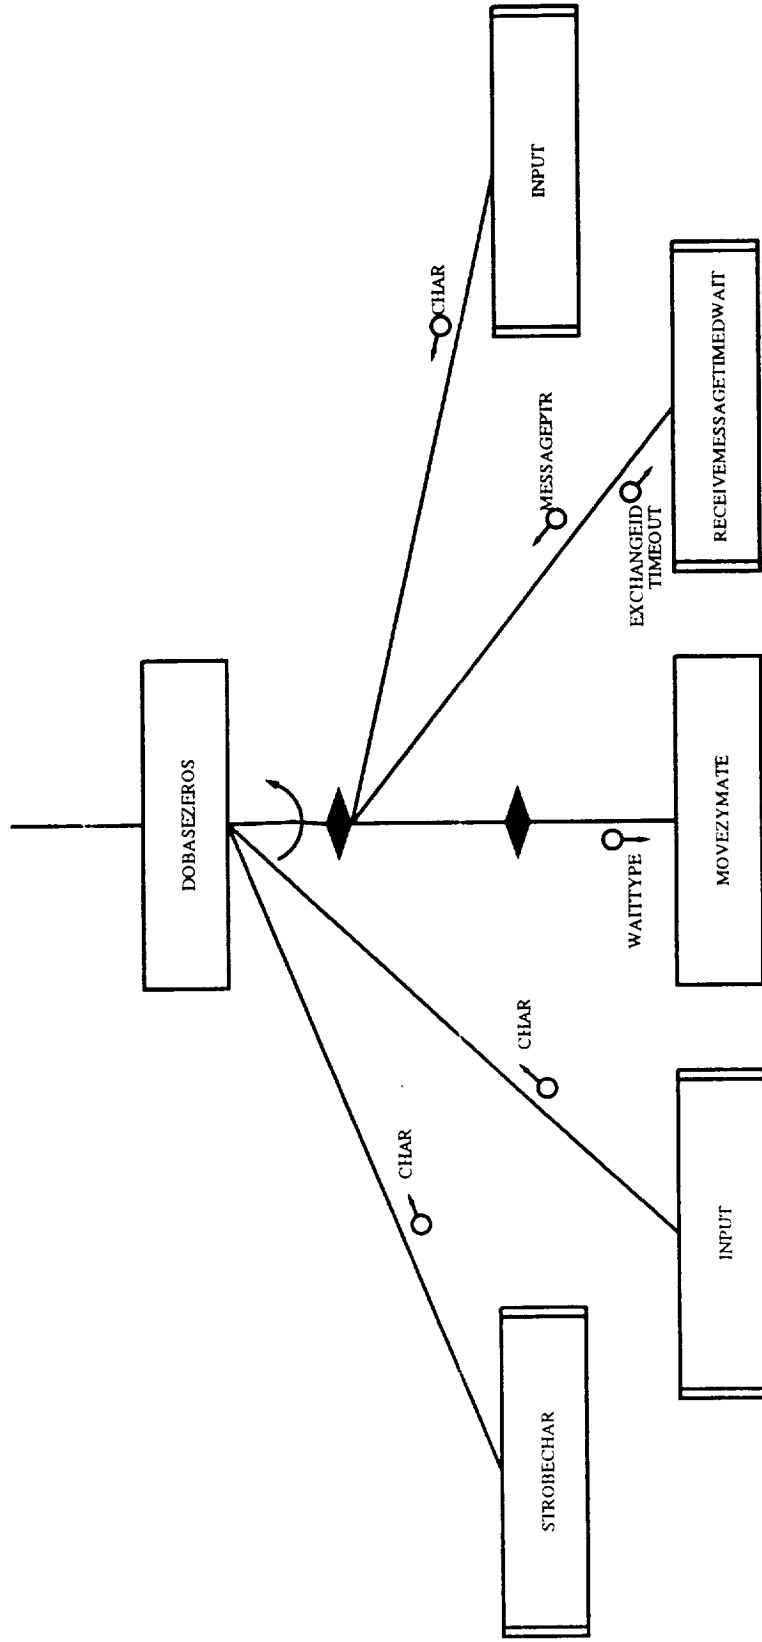 DOBASEZEROS
CHAR
CHAR
CHAR
MESSAGEPTR
EXCHANGEID
TIMEOUT
WAITTYPE
STROBECHAR
INPUT
MOVEZYMATE
RECEIVEMESSAGETIMEDWAIT
INPUT